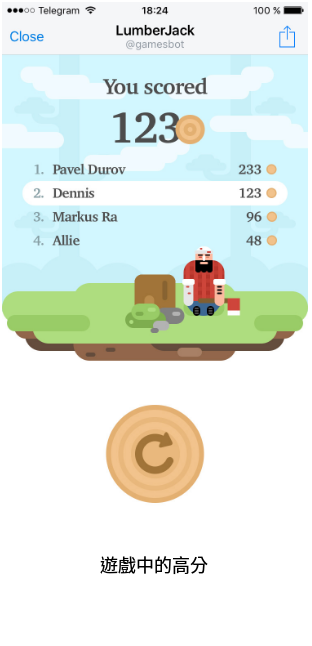 ●●●○○ Telegram 18:24 100 %
Close LumberJack
@gamesbot
You scored
123
1. Pavel Durov 233
2. Dennis 123
3. Markus Ra 96
4. Allie 48
遊戲中的高分